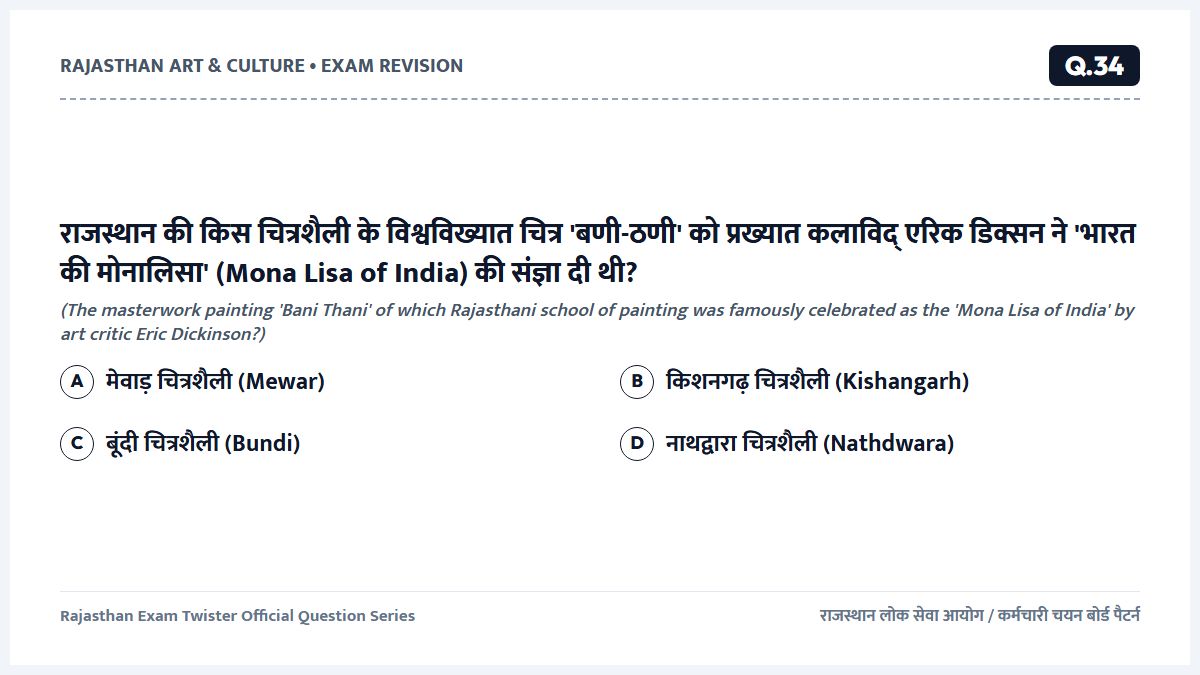 RAJASTHAN ART & CULTURE • EXAM REVISION
Q.34
राजस्थान की किस चित्रशैली के विश्वविख्यात चित्र 'बणी-ठणी' को प्रख्यात कलाविद् एरिक डिक्सन ने 'भारत
की मोनालिसा' (Mona Lisa of India) की संज्ञा दी थी?
(The masterwork painting 'Bani Thani' of which Rajasthani school of painting was famously celebrated as the 'Mona Lisa of India' by
art critic Eric Dickinson?)
A मेवाड़ चित्रशैली (Mewar)
B किशनगढ़ चित्रशैली (Kishangarh)
C बूंदी चित्रशैली (Bundi)
D नाथद्वारा चित्रशैली (Nathdwara)
Rajasthan Exam Twister Official Question Series
राजस्थान लोक सेवा आयोग / कर्मचारी चयन बोर्ड पैटर्न